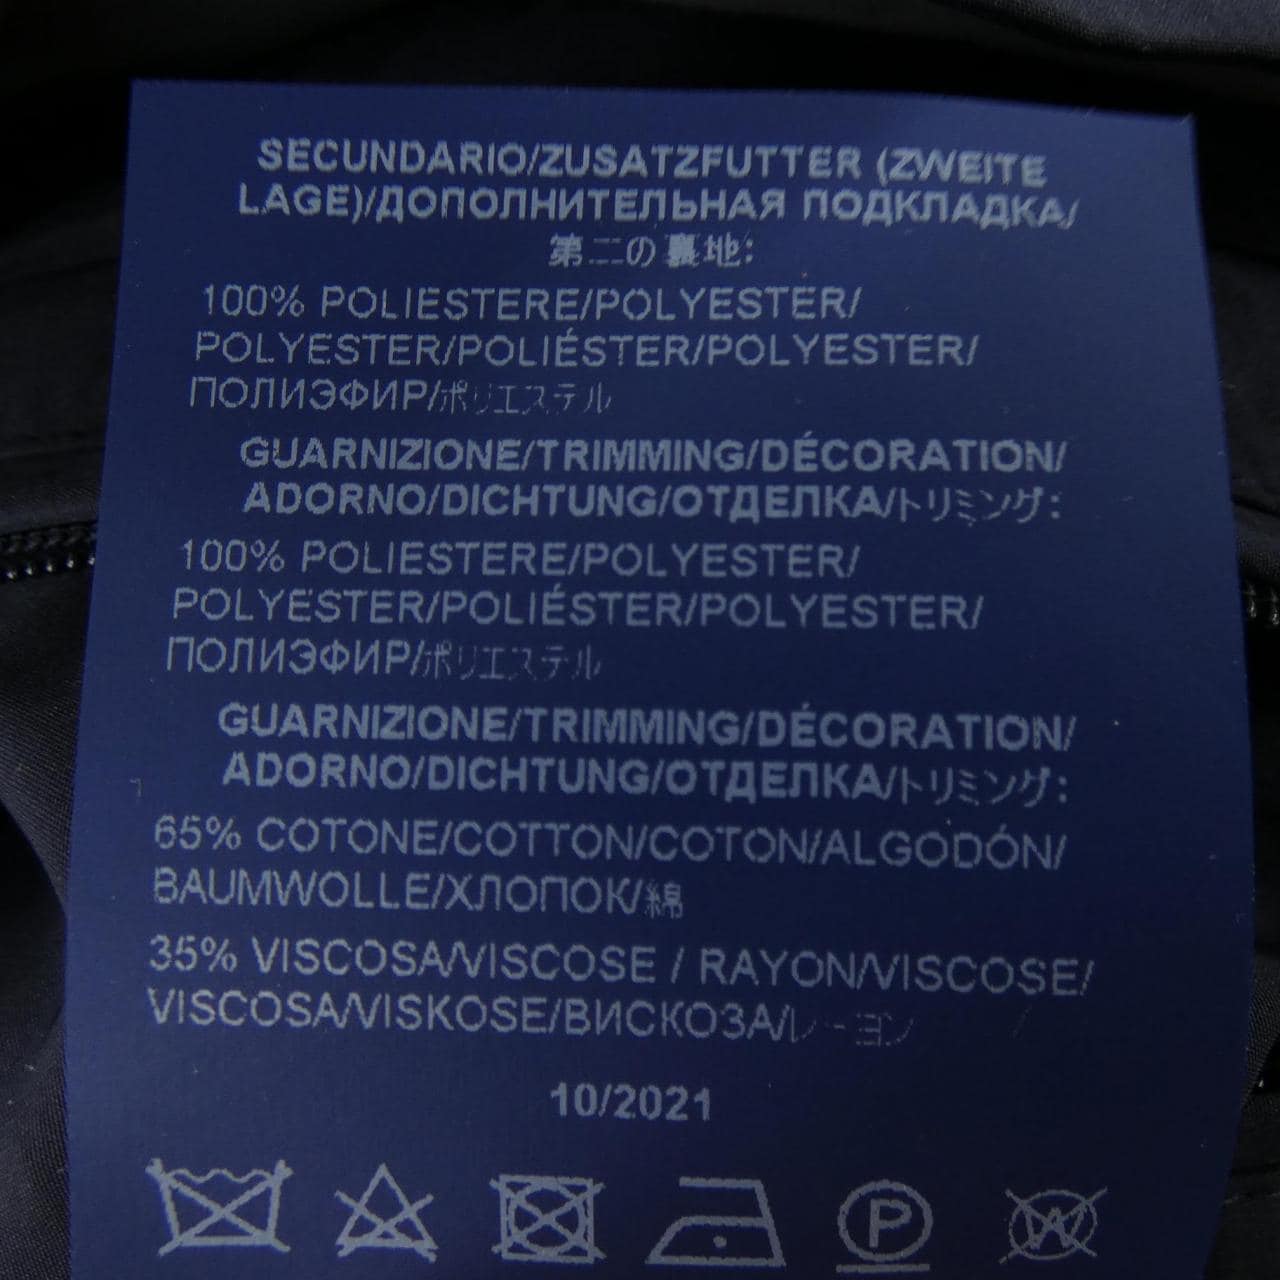 SECUNDARIO/ZUSATZFUTTER (ZWEITE
LAGE)/ДОПОЛНИТЕЛЬНАЯ ПОДКЛАДКА/
第二の裏地:
100% POLIESTERE/POLYESTER/
POLYESTER/POLIÉSTER/POLYESTER/
ПОЛИЭФИР/ポリエステル
GUARNIZIONE/TRIMMING/DÉCORATION/
ADORNO/DICHTUNG/ОТДЕЛКА/トリミング:
100% POLIESTERE/POLYESTER/
POLYESTER/POLIÉSTER/POLYESTER/
ПОЛИЭФИР/ポリエステル
GUARNIZIONE/TRIMMING/DÉCORATION/
ADORNO/DICHTUNG/ОТДЕЛКА/トリミング:
65% COTONE/COTTON/COTON/ALGODÓN/
BAUMWOLLE/ХЛОПОК/綿
35% VISCOSA/VISCOSE / RAYON/VISCOSE/
VISCOSA/VISKOSE/ВИСКОЗА/レーヨン
10/2021
P W